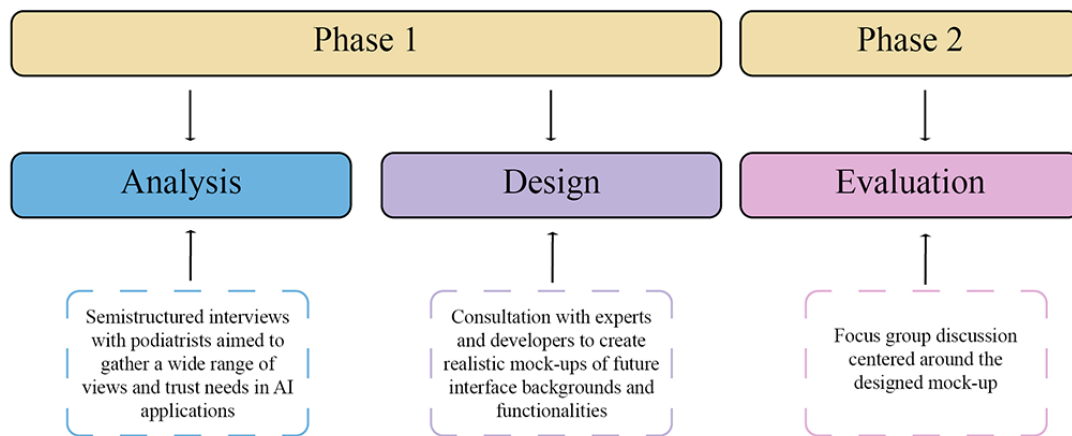 Phase 1
Phase 2
Analysis
Design
Evaluation
Semistructured interviews
with podiatrists aimed to
gather a wide range of
views and trust needs in AI
applications
Consultation with experts
and developers to create
realistic mock-ups of future
interface backgrounds and
functionalities
Focus group discussion
centered around the
designed mock-up